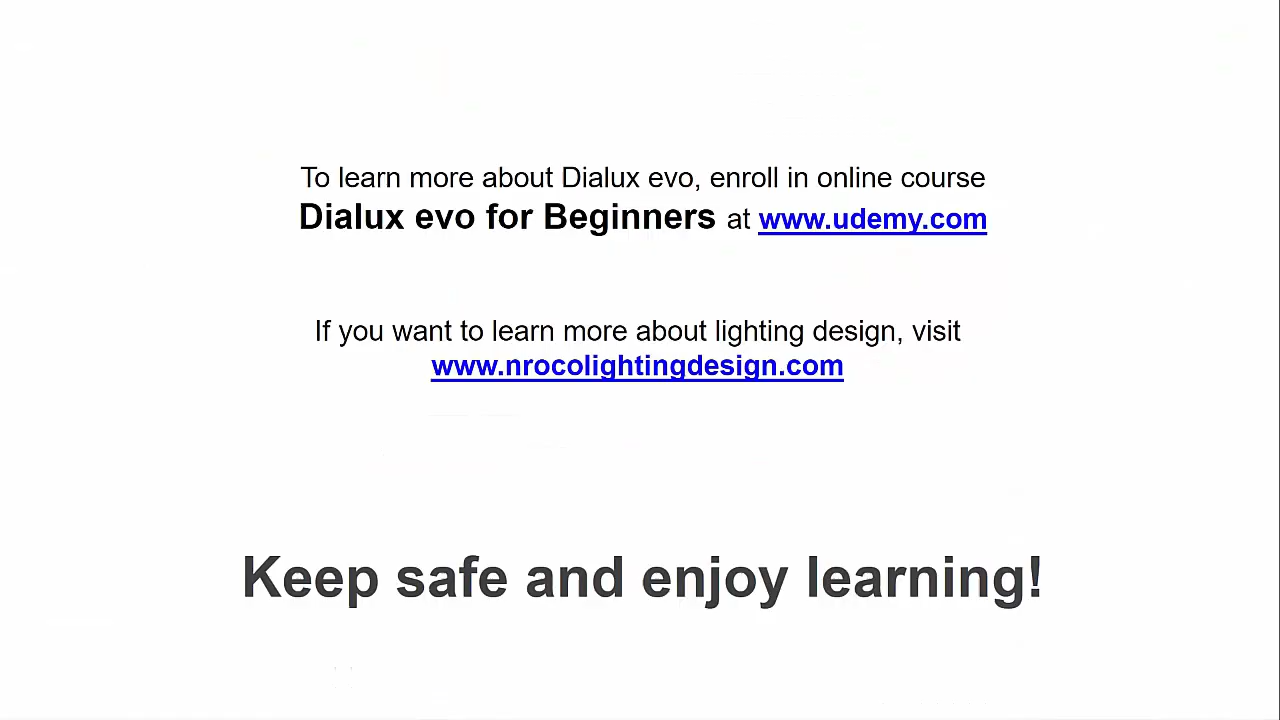 To learn more about Dialux evo, enroll in online course
Dialux evo for Beginners at www.udemy.com
If you want to learn more about lighting design, visit
www.nrocolightingdesign.com
Keep safe and enjoy learning!